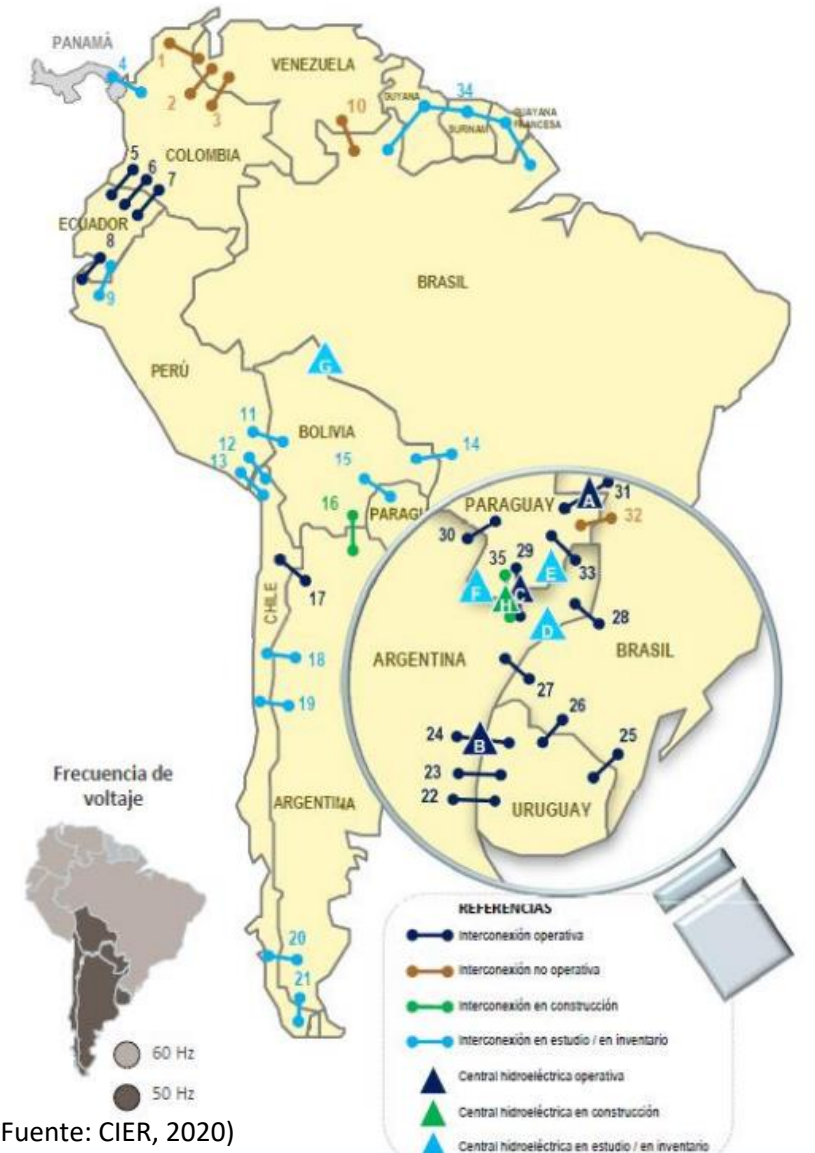 PANAMÁ
4
1
2
3
VENEZUELA
10
GUYANA
34
SURINAM
GUAYANA
FRANCESA
COLOMBIA
5
6
7
ECUADOR
8
9
BRASIL
PERÚ
G
11
BOLIVIA
12
13
14
15
16
PARAGU
CHILE
17
18
19
ARGENTINA
20
21
PARAGUAY
A
31
32
30
35
29
E
33
F
C
H
D
28
ARGENTINA
BRASIL
27
26
24
B
25
23
22
URUGUAY
Frecuencia de
voltaje
60 Hz
50 Hz
REFERENCIAS
Interconexión operativa
Interconexión no operativa
Interconexión en construcción
Interconexión en estudio / en inventario
Central hidroeléctrica operativa
Central hidroeléctrica en construcción
Central hidroeléctrica en estudio / en inventario
Fuente: CIER, 2020)